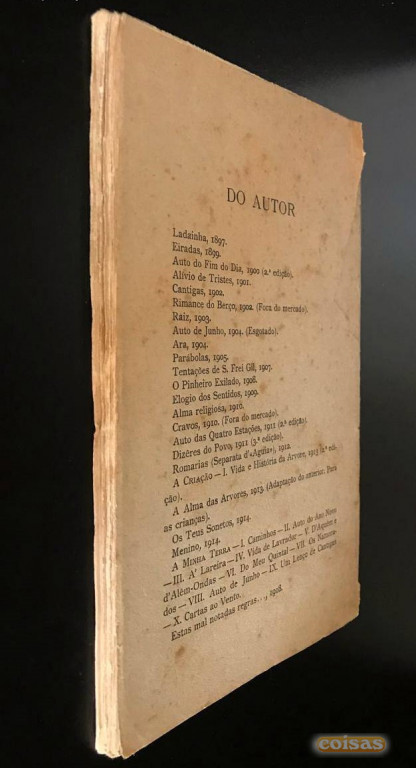 DO AUTOR
Ladainha, 1897.
Eiradas, 1899.
Auto do Fim do Dia, 1900 (2.ª edição).
Alívio de Tristes, 1901.
Cantigas, 1902.
Rimance do Berço, 1902. (Fora do mercado).
Raiz, 1903.
Auto de Junho, 1904. (Esgotado).
Ara, 1904.
Parábolas, 1905.
Tentações de S. Frei Gil, 1907.
O Pinheiro Exilado, 1908.
Elogio dos Sentidos, 1909.
Alma religiosa, 1910.
Cravos, 1910. (Fora do mercado).
Auto das Quatro Estações, 1911 (2.ª edição)
Dizêres do Povo, 1911 (3.ª edição).
Romarias (Separata d'«Aguia»), 1912.
A CRIAÇÃO — I. Vida e História da Árvore, 1913 (2.ª edi-
ção).
A Alma das Árvores, 1913. (Adaptação do anterior. Para
as crianças).
Os Teus Sonetos, 1914.
Menino, 1914.
A MINHA TERRA — I. Caminhos — II. Auto do Ano Novo
— III. A' Lareira — IV. Vida de Lavrador — V. D'Aquém e
d'Além-Ondas — VI. Do Meu Quintal — VII. Os Namora-
dos — VIII. Auto de Junho — IX. Um Lenço de Cantigas
— X. Cartas ao Vento.
Estas mal notadas regras..., 1918.
coisas